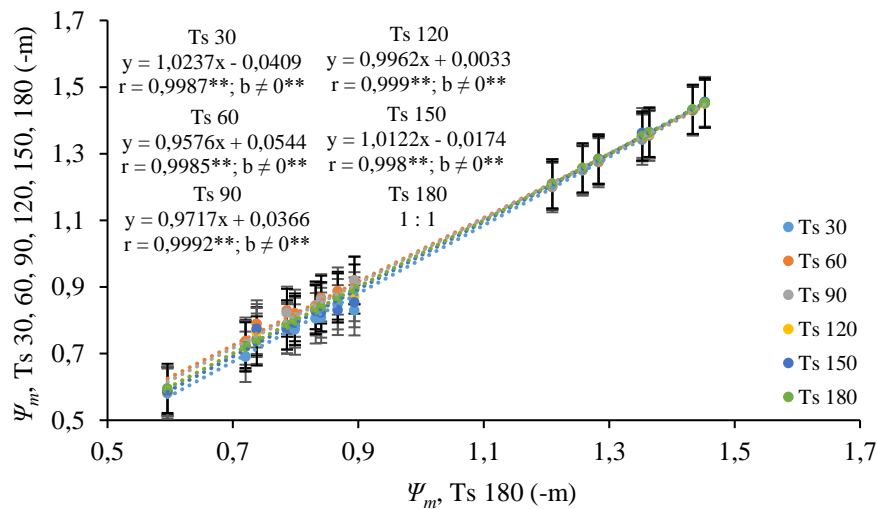 Ts 30
y = 1,0237x - 0,0409
r = 0,9987**; b ≠ 0**
Ts 60
y = 0,9576x + 0,0544
r = 0,9985**; b ≠ 0**
Ts 90
y = 0,9717x + 0,0366
r = 0,9992**; b ≠ 0**
Ts 120
y = 0,9962x + 0,0033
r = 0,999**; b ≠ 0**
Ts 150
y = 1,0122x - 0,0174
r = 0,998**; b ≠ 0**
Ts 180
1 : 1
Ψm, Ts 30, 60, 90, 120, 150, 180 (-m)
1,7
1,5
1,3
1,1
0,9
0,7
0,5
0,5 0,7 0,9 1,1 1,3 1,5 1,7
Ψm, Ts 180 (-m)
Ts 30
Ts 60
Ts 90
Ts 120
Ts 150
Ts 180